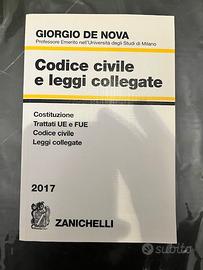 GIORGIO DE NOVA
Professore Emerito nell'Università degli Studi di Milano
Codice civile
e leggi collegate
Costituzione
Trattati UE e FUE
Codice civile
Leggi collegate
2017
ZANICHELLI
subito